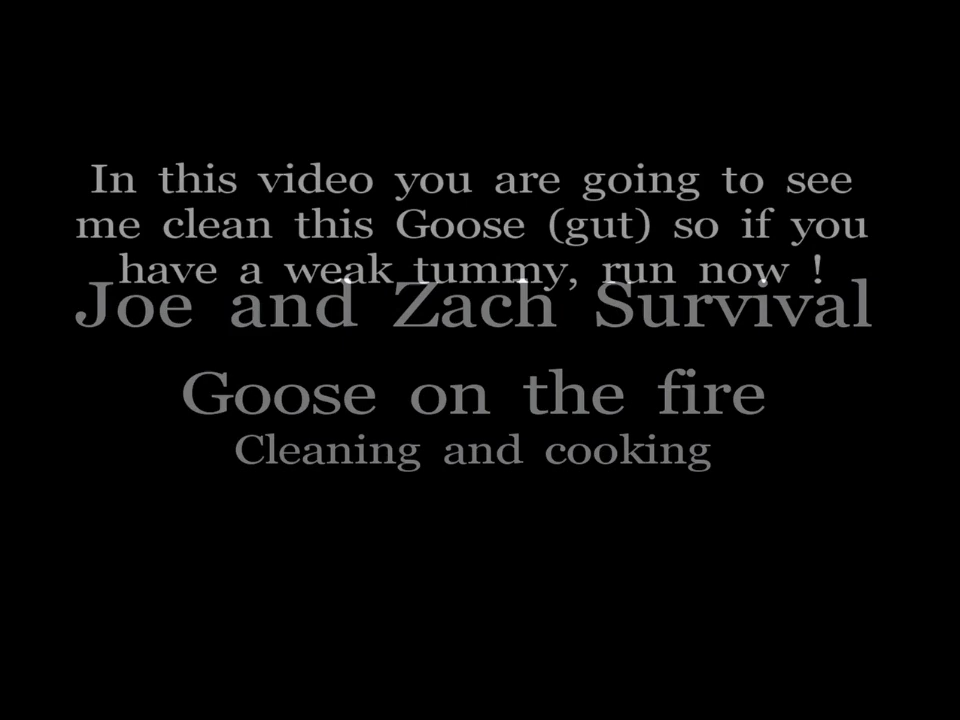 In this video you are going to see
me clean this Goose (gut) so if you
have a weak tummy, run now !
Joe and Zach Survival
Goose on the fire
Cleaning and cooking